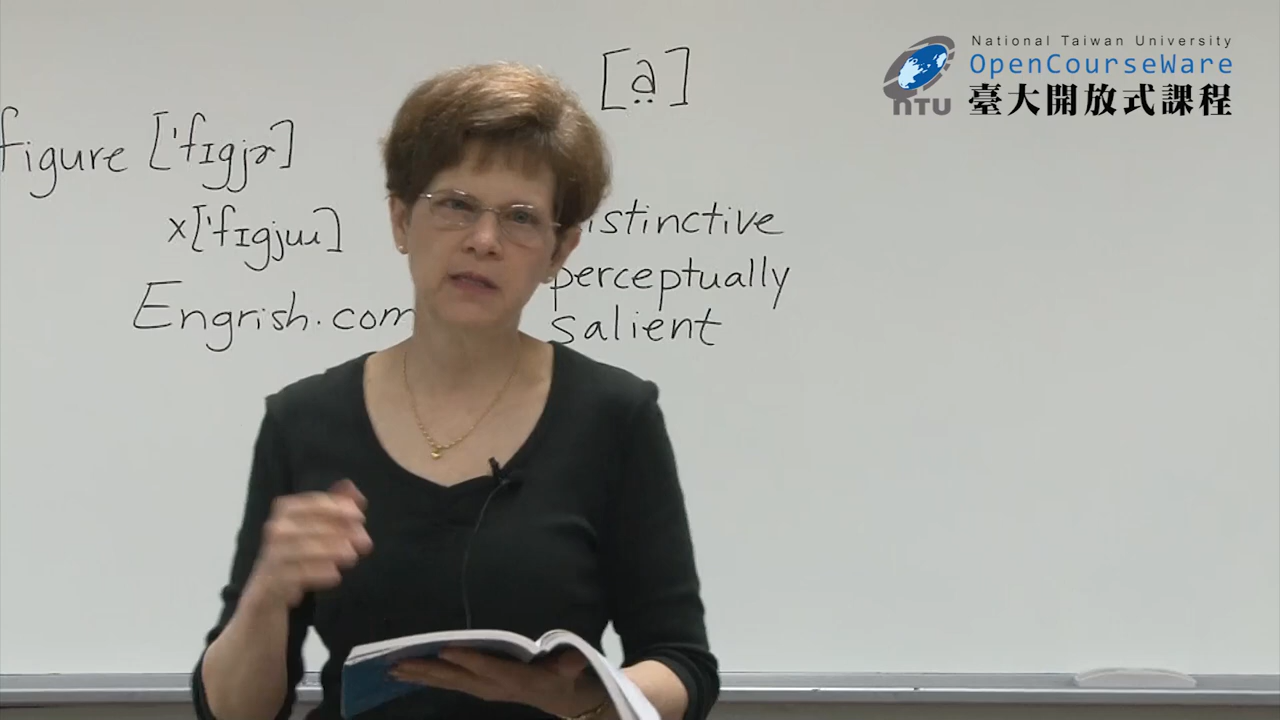 National Taiwan University
OpenCourseWare
臺大開放式課程
NTU
[a̤]
figure [ˈfɪgjɚ]
x[ˈfɪgjɯɹ]
Engrish.com
istinctive
perceptually
salient